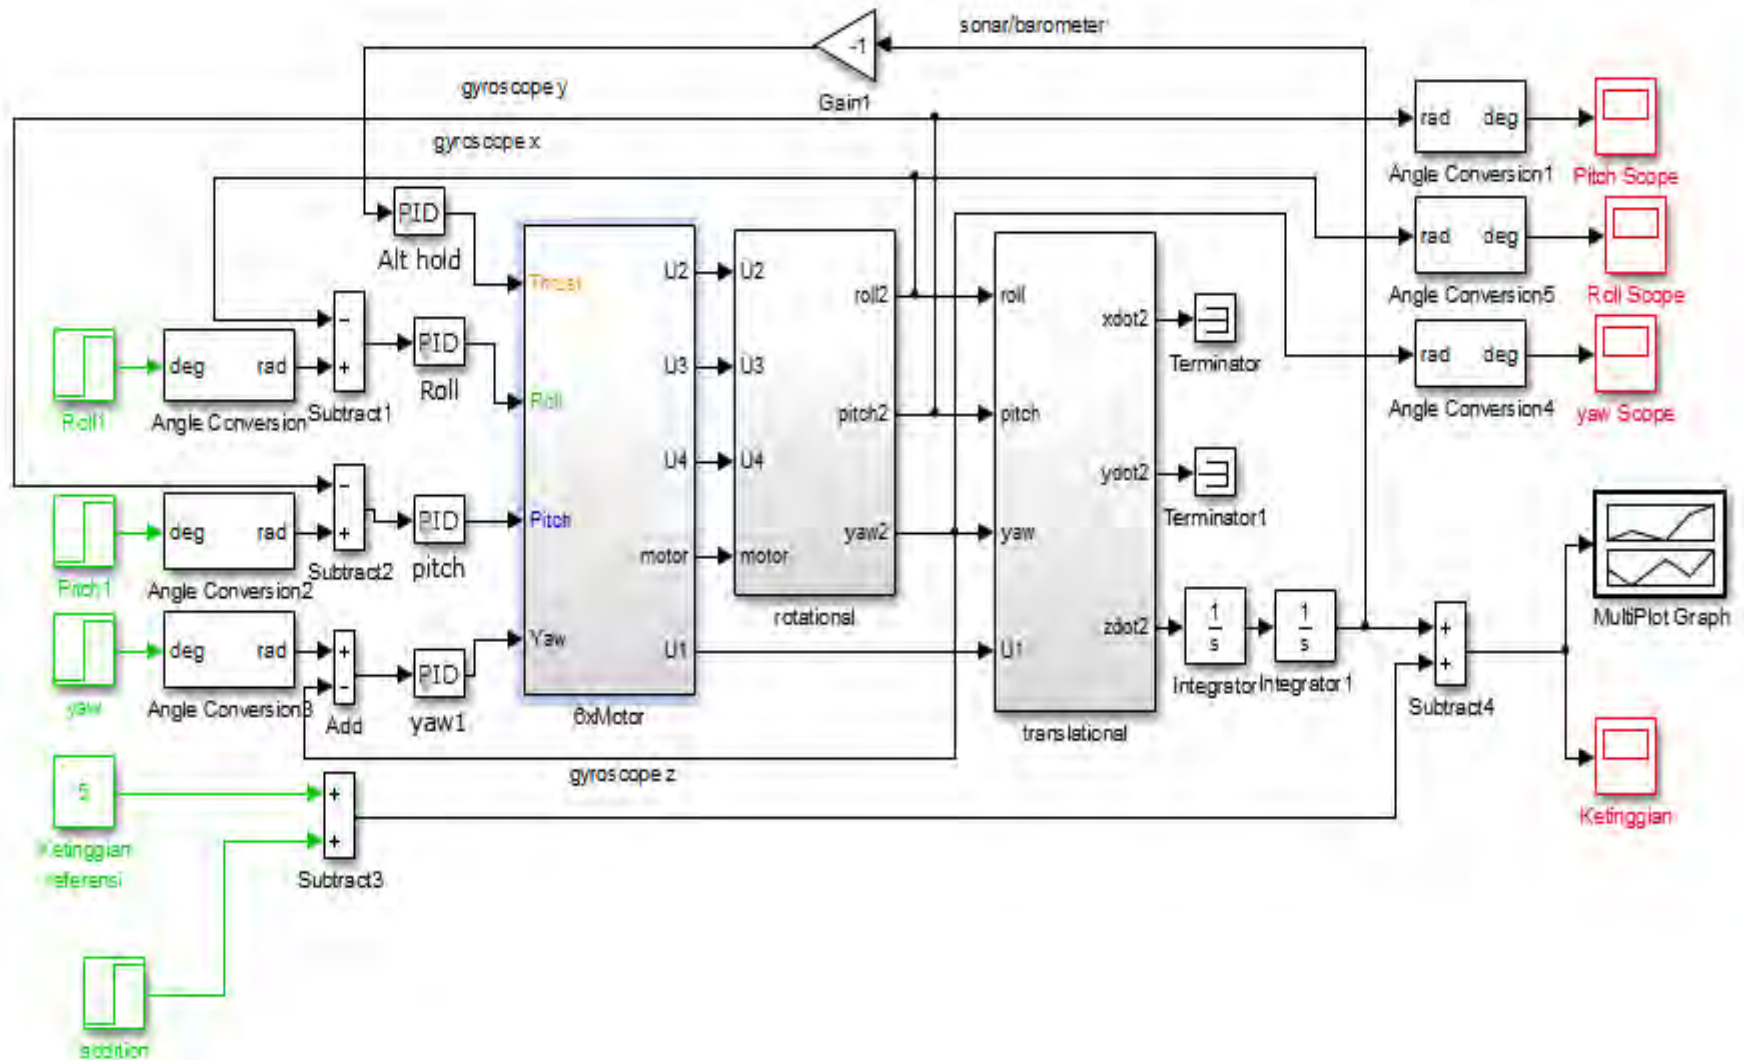 sonar/barometer
-1
Gain1
gyroscope y
gyroscope x
rad deg
Angle Conversion1
Pitch Scope
PID
Alt hold
rad deg
Angle Conversion5
Roll Scope
rad deg
Angle Conversion4
yaw Scope
Roll1
deg rad
Angle Conversion
-
+
Subtract1
PID
Roll
Pitch1
deg rad
Angle Conversion2
-
+
Subtract2
PID
pitch
yaw
deg rad
Angle Conversion3
+
-
Add
PID
yaw1
Thrust
Roll
Pitch
Yaw
U2
U3
U4
motor
U1
6xMotor
U2
U3
U4
motor
roll2
pitch2
yaw2
rotational
roll
pitch
yaw
U1
xdot2
ydot2
zdot2
translational
Terminator
Terminator1
1
s
Integrator
1
s
Integrator1
+
+
Subtract4
MultiPlot Graph
Ketinggian
gyroscope z
5
Ketinggian
referensi
+
+
Subtract3
addition